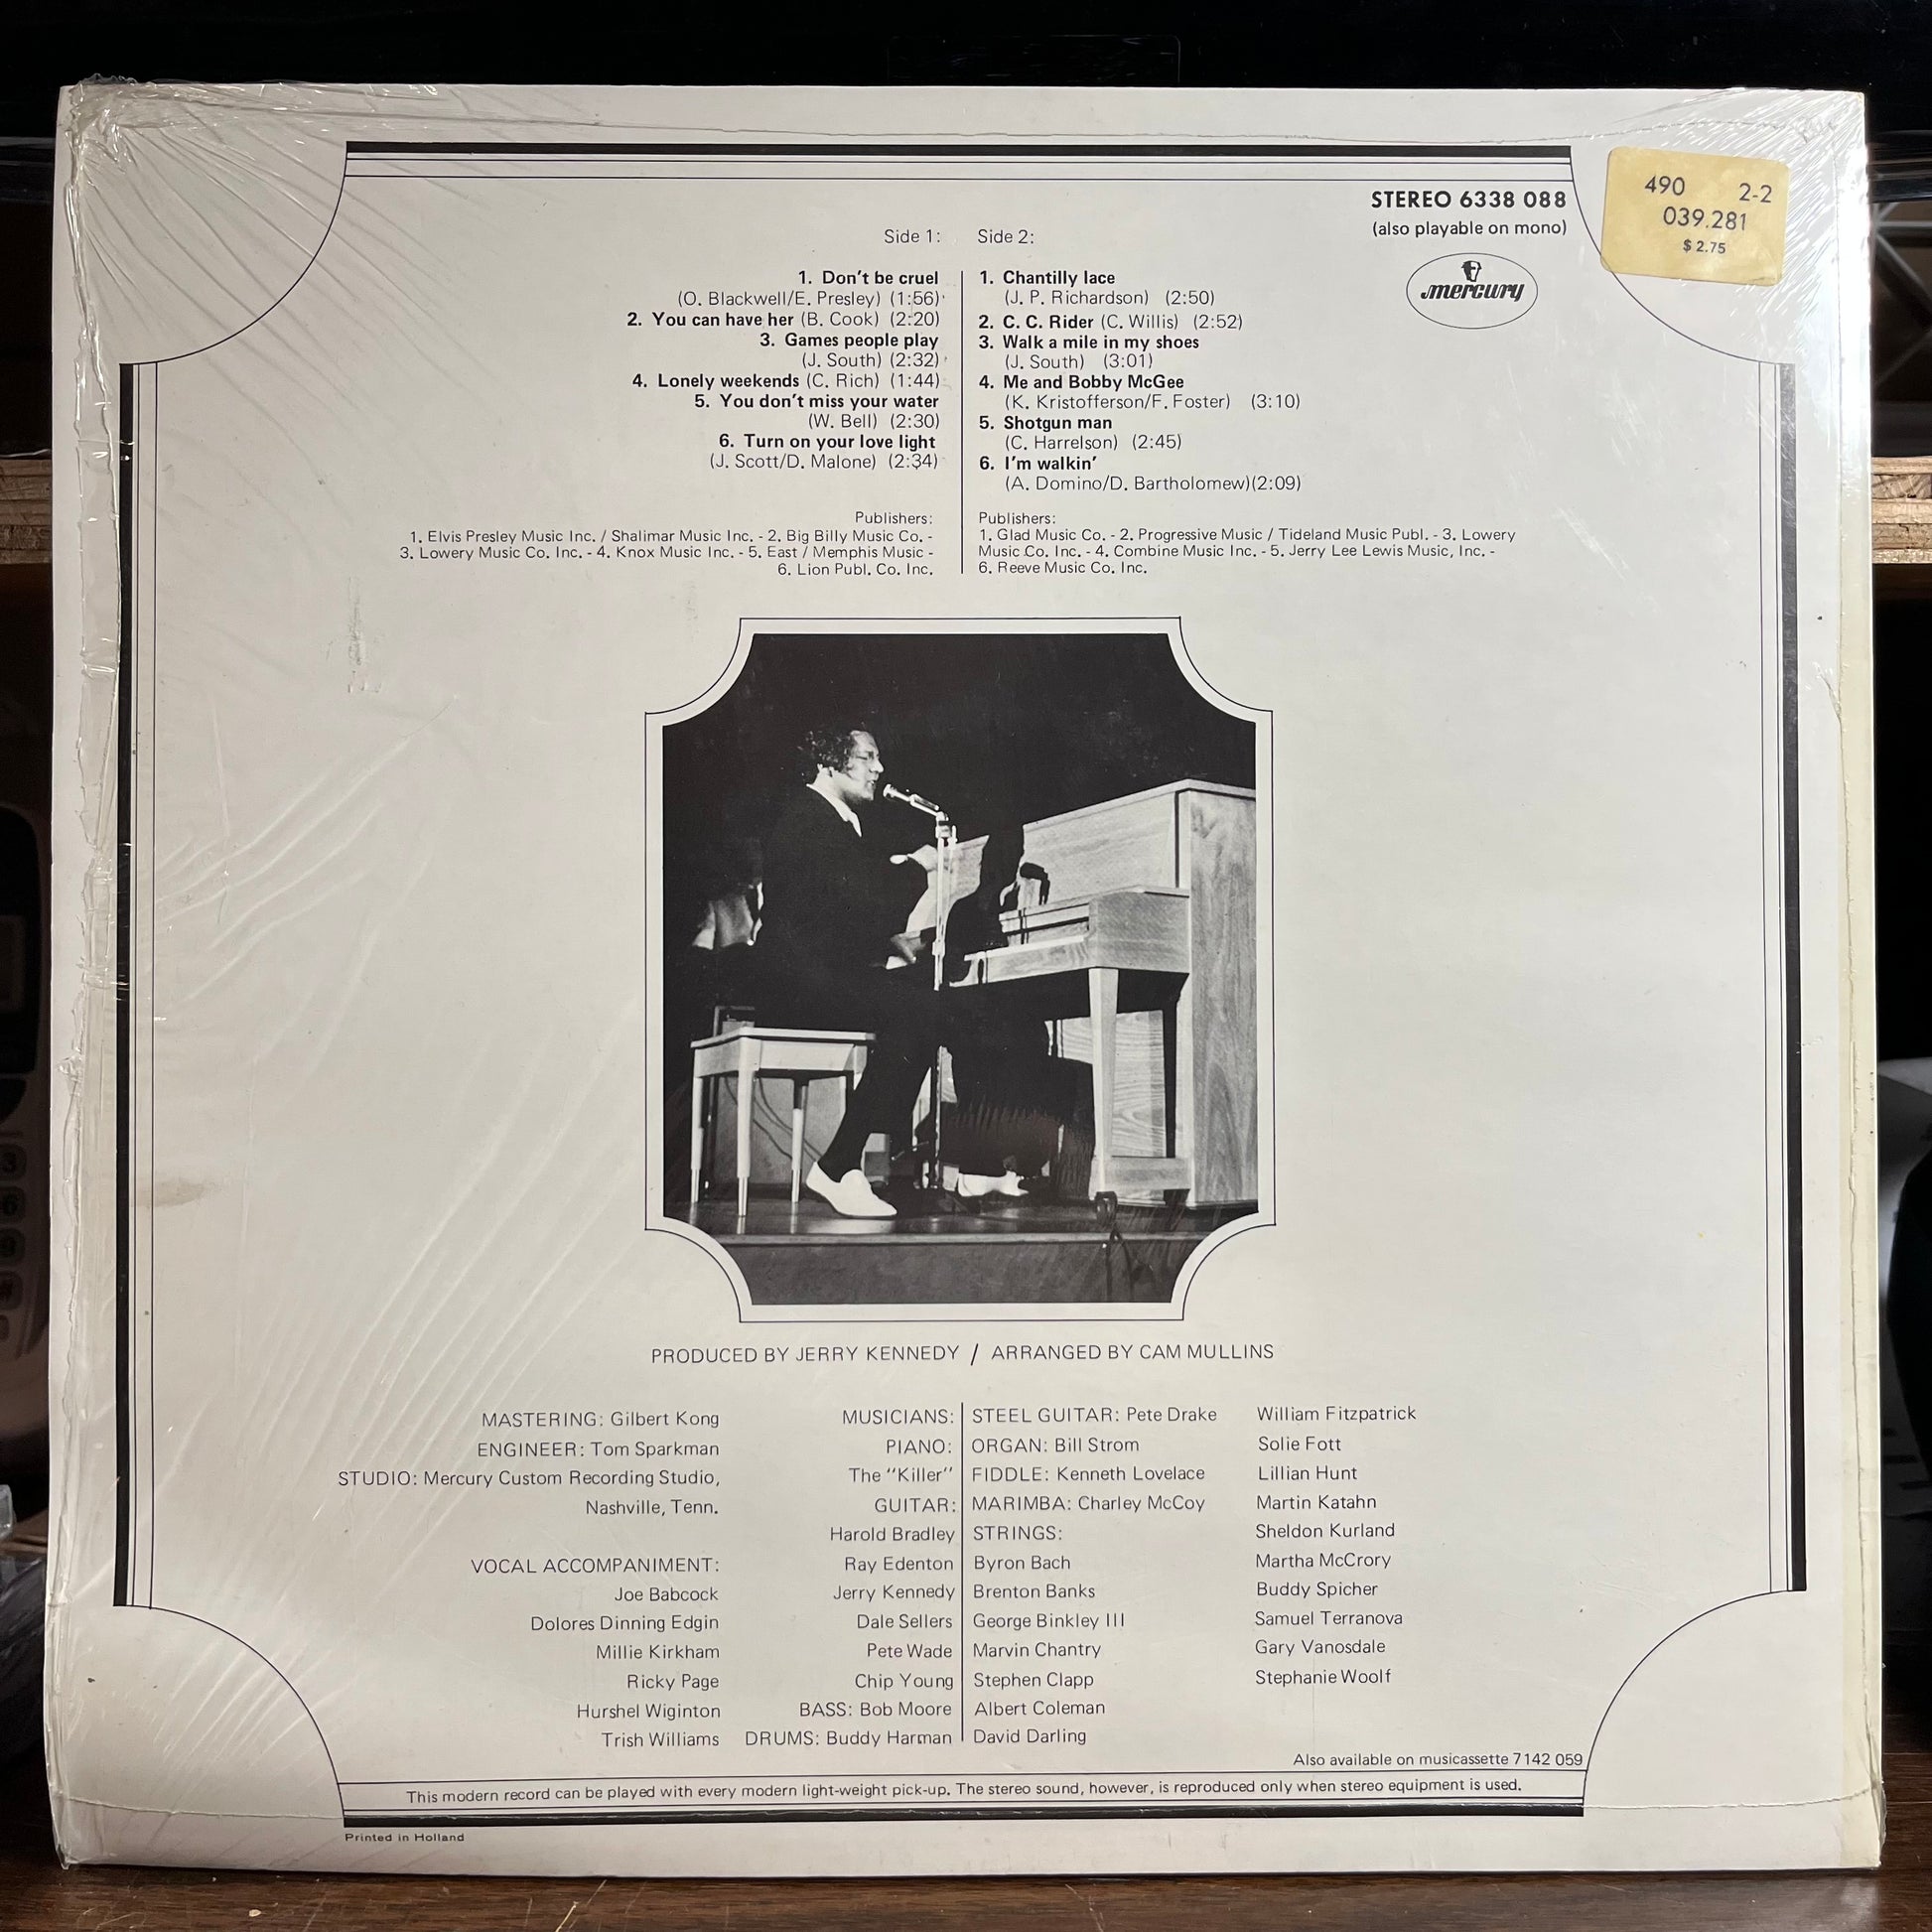 490 2-2
039.281
$ 2.75
STEREO 6338 088
(also playable on mono)
mercury
Side 1:
1. Don't be cruel
(O. Blackwell/E. Presley) (1:56)
2. You can have her (B. Cook) (2:20)
3. Games people play
(J. South) (2:32)
4. Lonely weekends (C. Rich) (1:44)
5. You don't miss your water
(W. Bell) (2:30)
6. Turn on your love light
(J. Scott/D. Malone) (2:34)
Publishers:
1. Elvis Presley Music Inc. / Shalimar Music Inc. - 2. Big Billy Music Co. -
3. Lowery Music Co. Inc. - 4. Knox Music Inc. - 5. East / Memphis Music -
6. Lion Publ. Co. Inc.
Side 2:
1. Chantilly lace
(J. P. Richardson) (2:50)
2. C. C. Rider (C. Willis) (2:52)
3. Walk a mile in my shoes
(J. South) (3:01)
4. Me and Bobby McGee
(K. Kristofferson/F. Foster) (3:10)
5. Shotgun man
(C. Harrelson) (2:45)
6. I'm walkin'
(A. Domino/D. Bartholomew)(2:09)
Publishers:
1. Glad Music Co. - 2. Progressive Music / Tideland Music Publ. - 3. Lowery
Music Co. Inc. - 4. Combine Music Inc. - 5. Jerry Lee Lewis Music, Inc. -
6. Reeve Music Co. Inc.
PRODUCED BY JERRY KENNEDY / ARRANGED BY CAM MULLINS
MASTERING: Gilbert Kong
ENGINEER: Tom Sparkman
STUDIO: Mercury Custom Recording Studio,
Nashville, Tenn.
VOCAL ACCOMPANIMENT:
Joe Babcock
Dolores Dinning Edgin
Millie Kirkham
Ricky Page
Hurshel Wiginton
Trish Williams
MUSICIANS:
PIANO:
The "Killer"
GUITAR:
Harold Bradley
Ray Edenton
Jerry Kennedy
Dale Sellers
Pete Wade
Chip Young
BASS: Bob Moore
DRUMS: Buddy Harman
STEEL GUITAR: Pete Drake
ORGAN: Bill Strom
FIDDLE: Kenneth Lovelace
MARIMBA: Charley McCoy
STRINGS:
Byron Bach
Brenton Banks
George Binkley III
Marvin Chantry
Stephen Clapp
Albert Coleman
David Darling
William Fitzpatrick
Solie Fott
Lillian Hunt
Martin Katahn
Sheldon Kurland
Martha McCrory
Buddy Spicher
Samuel Terranova
Gary Vanosdale
Stephanie Woolf
Also available on musicassette 7142 059
This modern record can be played with every modern light-weight pick-up. The stereo sound, however, is reproduced only when stereo equipment is used.
Printed in Holland
3
6
9
#